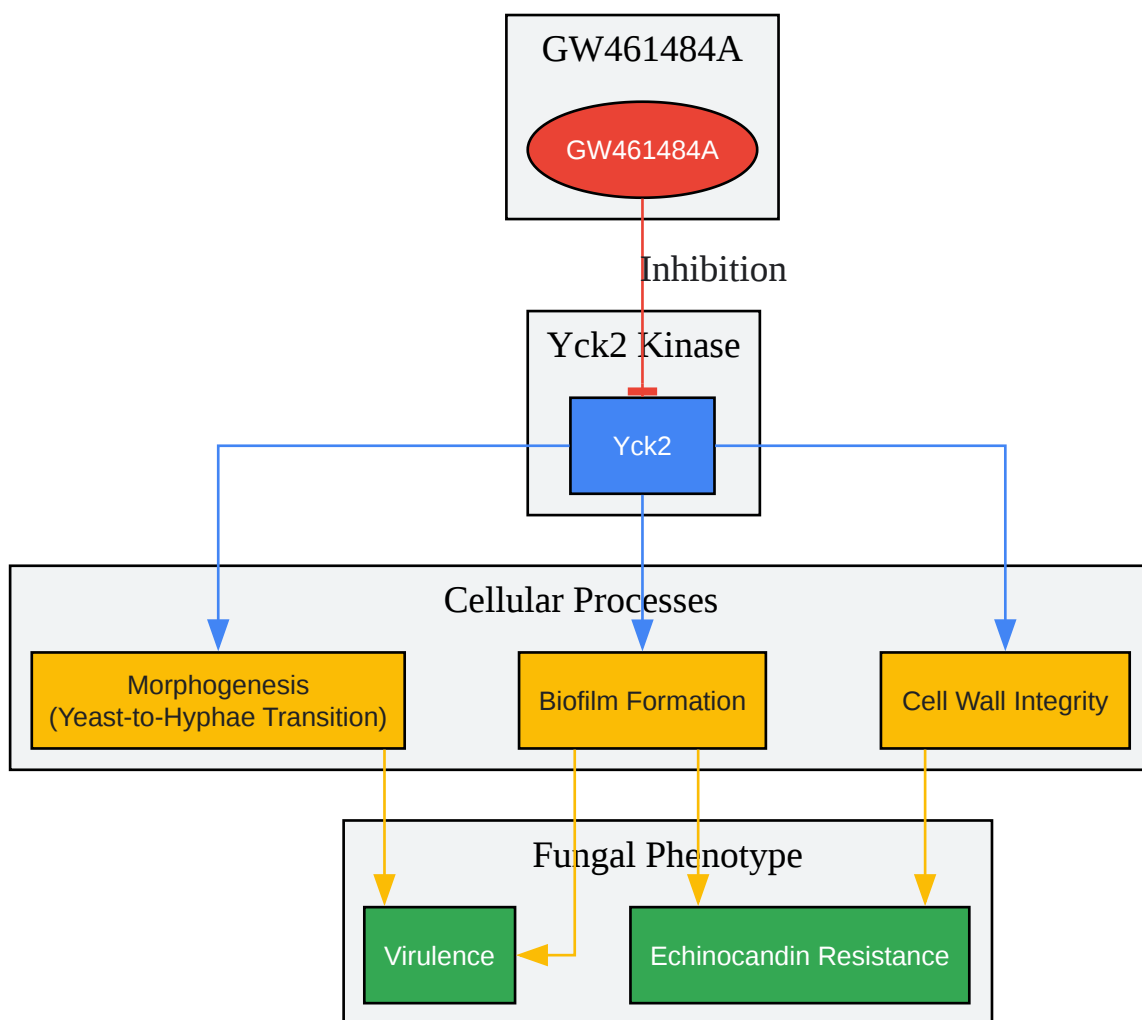 GW461484A
GW461484A
Inhibition
Yck2 Kinase
Yck2
Cellular Processes
Morphogenesis
(Yeast-to-Hyphae Transition)
Biofilm Formation
Cell Wall Integrity
Fungal Phenotype
Virulence
Echinocandin Resistance